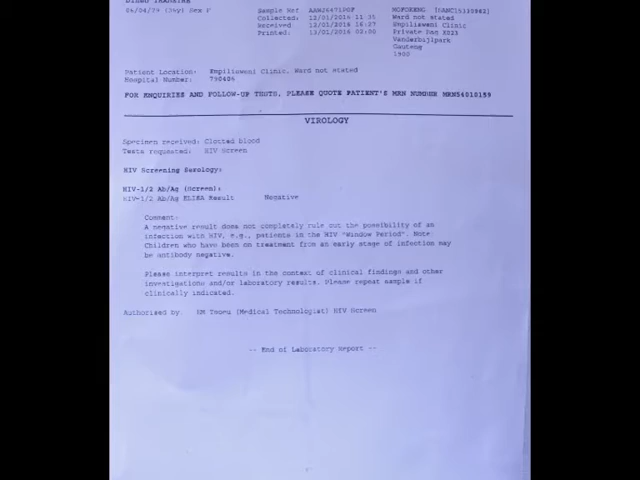 Sample Ref
Collected: 12/01/2016 11:35 Ward not stated
Received 12/01/2016 16:27 Empilisweni Clinic
Printed: 13/01/2016 02:00 Private Bag X023
Vanderbijlpark
Gauteng
1900
Patient Location: Empilisweni Clinic, Ward not stated
Hospital Number: 790486
FOR ENQUIRIES AND FOLLOW-UP TESTS, PLEASE QUOTE PATIENT'S MRN NUMBER MRN54010159
VIROLOGY
Specimen received: Clotted blood
Tests requested: HIV Screen
HIV Screening Serology:
HIV-1/2 Ab/Ag (Screen):
HIV-1/2 Ab/Ag ELISA Result Negative
Comment:
A negative result does not completely rule out the possibility of an
infection with HIV, e.g., patients in the HIV "Window Period". Note:
Children who have been on treatment from an early stage of infection may
be antibody negative.
Please interpret results in the context of clinical findings and other
investigations and/or laboratory results. Please repeat sample if
clinically indicated.
Authorised by (Medical Technologist) HIV Screen
-- End of Laboratory Report --